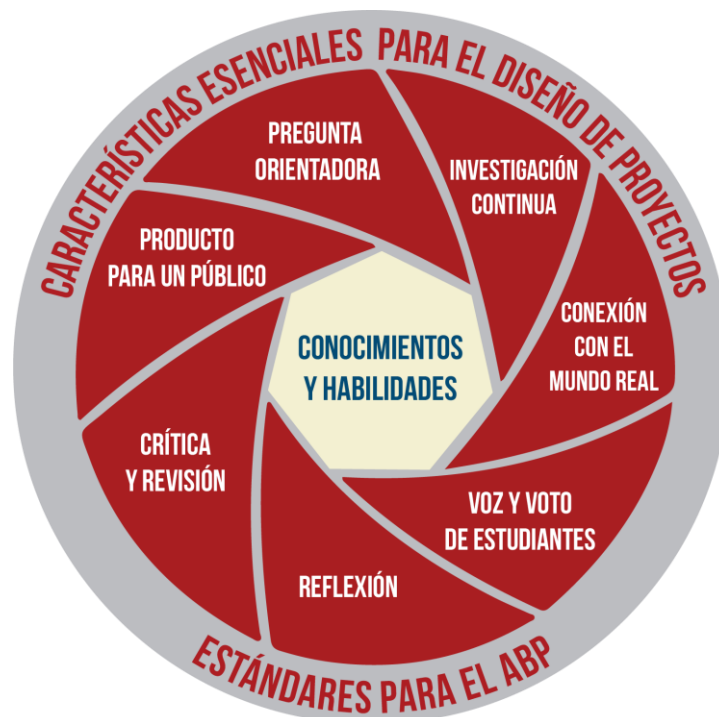 CARACTERÍSTICAS ESENCIALES PARA EL DISEÑO DE PROYECTOS
PREGUNTA
ORIENTADORA
INVESTIGACIÓN
CONTINUA
CONEXIÓN
CON EL
MUNDO REAL
VOZ Y VOTO
DE ESTUDIANTES
REFLEXIÓN
CRÍTICA
Y REVISIÓN
PRODUCTO
PARA UN PÚBLICO
CONOCIMIENTOS
Y HABILIDADES
ESTÁNDARES PARA EL ABP